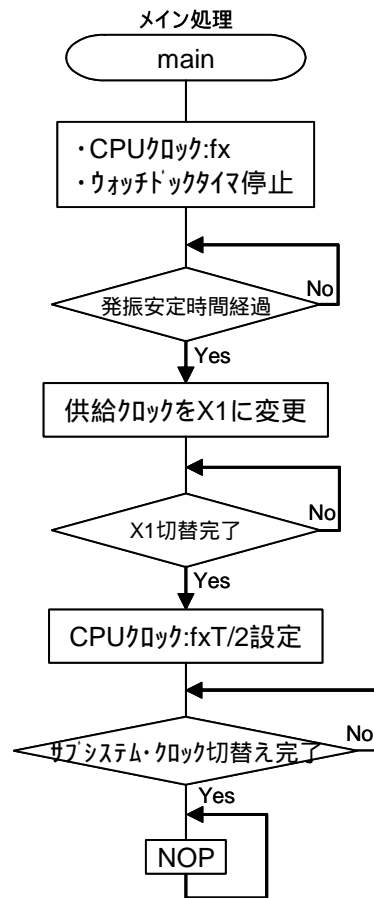 メイン処理
main
・CPUｸﾛｯｸ:fx
・ｳｫｯﾁﾄﾞｯｸﾀｲﾏ停止
発振安定時間経過
No
Yes
供給ｸﾛｯｸをX1に変更
X1切替完了
No
Yes
CPUｸﾛｯｸ:fxT/2設定
ｻﾌﾞｼｽﾃﾑ・ｸﾛｯｸ切替え完了
No
Yes
NOP